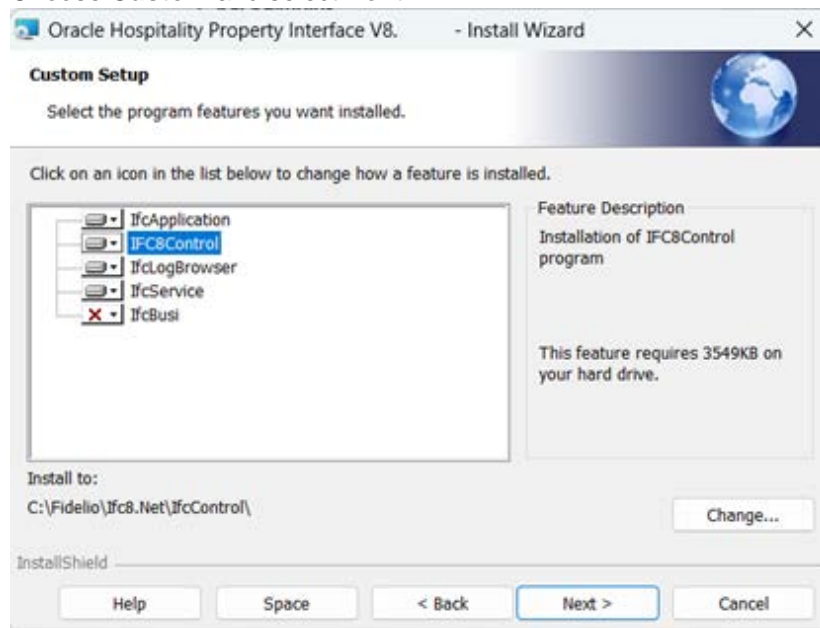 Oracle Hospitality Property Interface V8. - Install Wizard
Custom Setup
Select the program features you want installed.
Click on an icon in the list below to change how a feature is installed.
IfcApplication
IFC8Control
IfcLogBrowser
IfcService
IfcBusi
Feature Description
Installation of IFC8Control
program
This feature requires 3549KB on
your hard drive.
Install to:
C:\Fidelio\Ifc8.Net\IfcControl\
Change...
InstallShield
Help
Space
< Back
Next >
Cancel